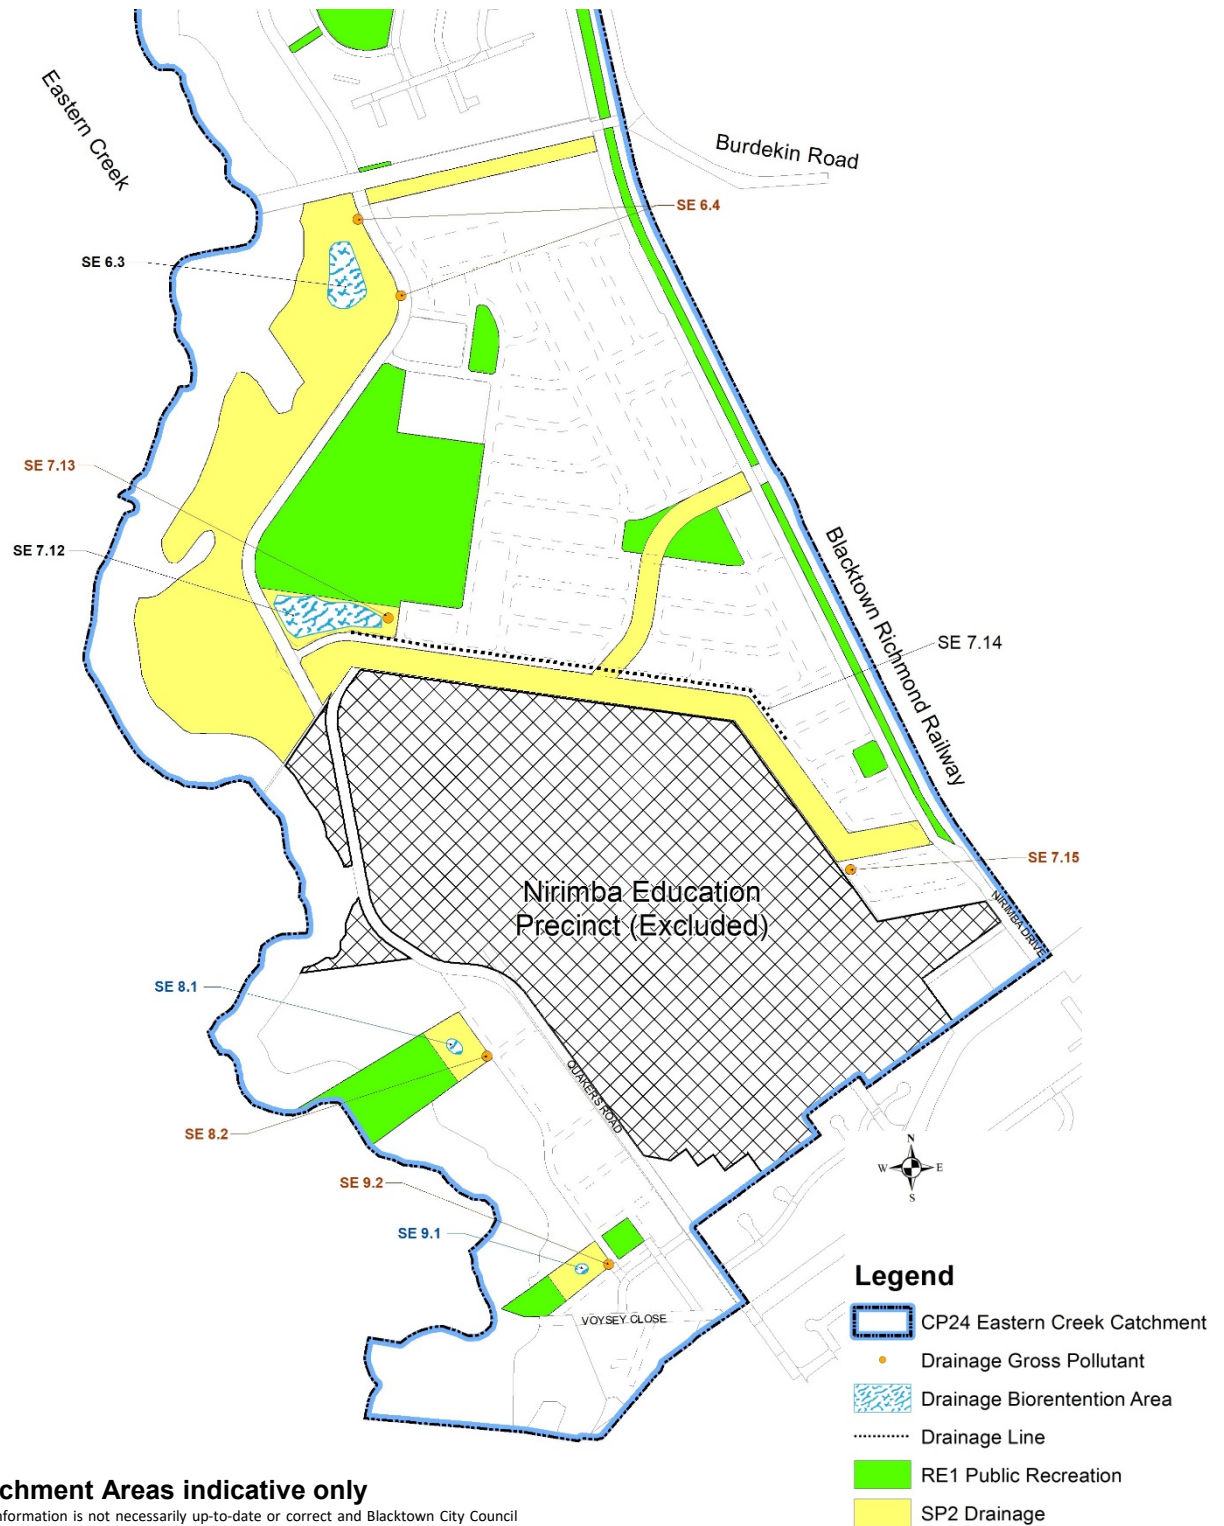 Eastern Creek
Burdekin Road
SE 6.4
SE 6.3
SE 7.13
SE 7.12
Blacktown Richmond Railway
SE 7.14
SE 7.15
Nirimba Education
Precinct (Excluded)
NIRIMBA DRIVE
SE 8.1
QUAKERS ROAD
SE 8.2
N
W
E
S
SE 9.2
SE 9.1
VOYSEY CLOSE
Legend
CP24 Eastern Creek Catchment
Drainage Gross Pollutant
Drainage Biorentention Area
Drainage Line
RE1 Public Recreation
SP2 Drainage
chment Areas indicative only
nformation is not necessarily up-to-date or correct and Blacktown City Council